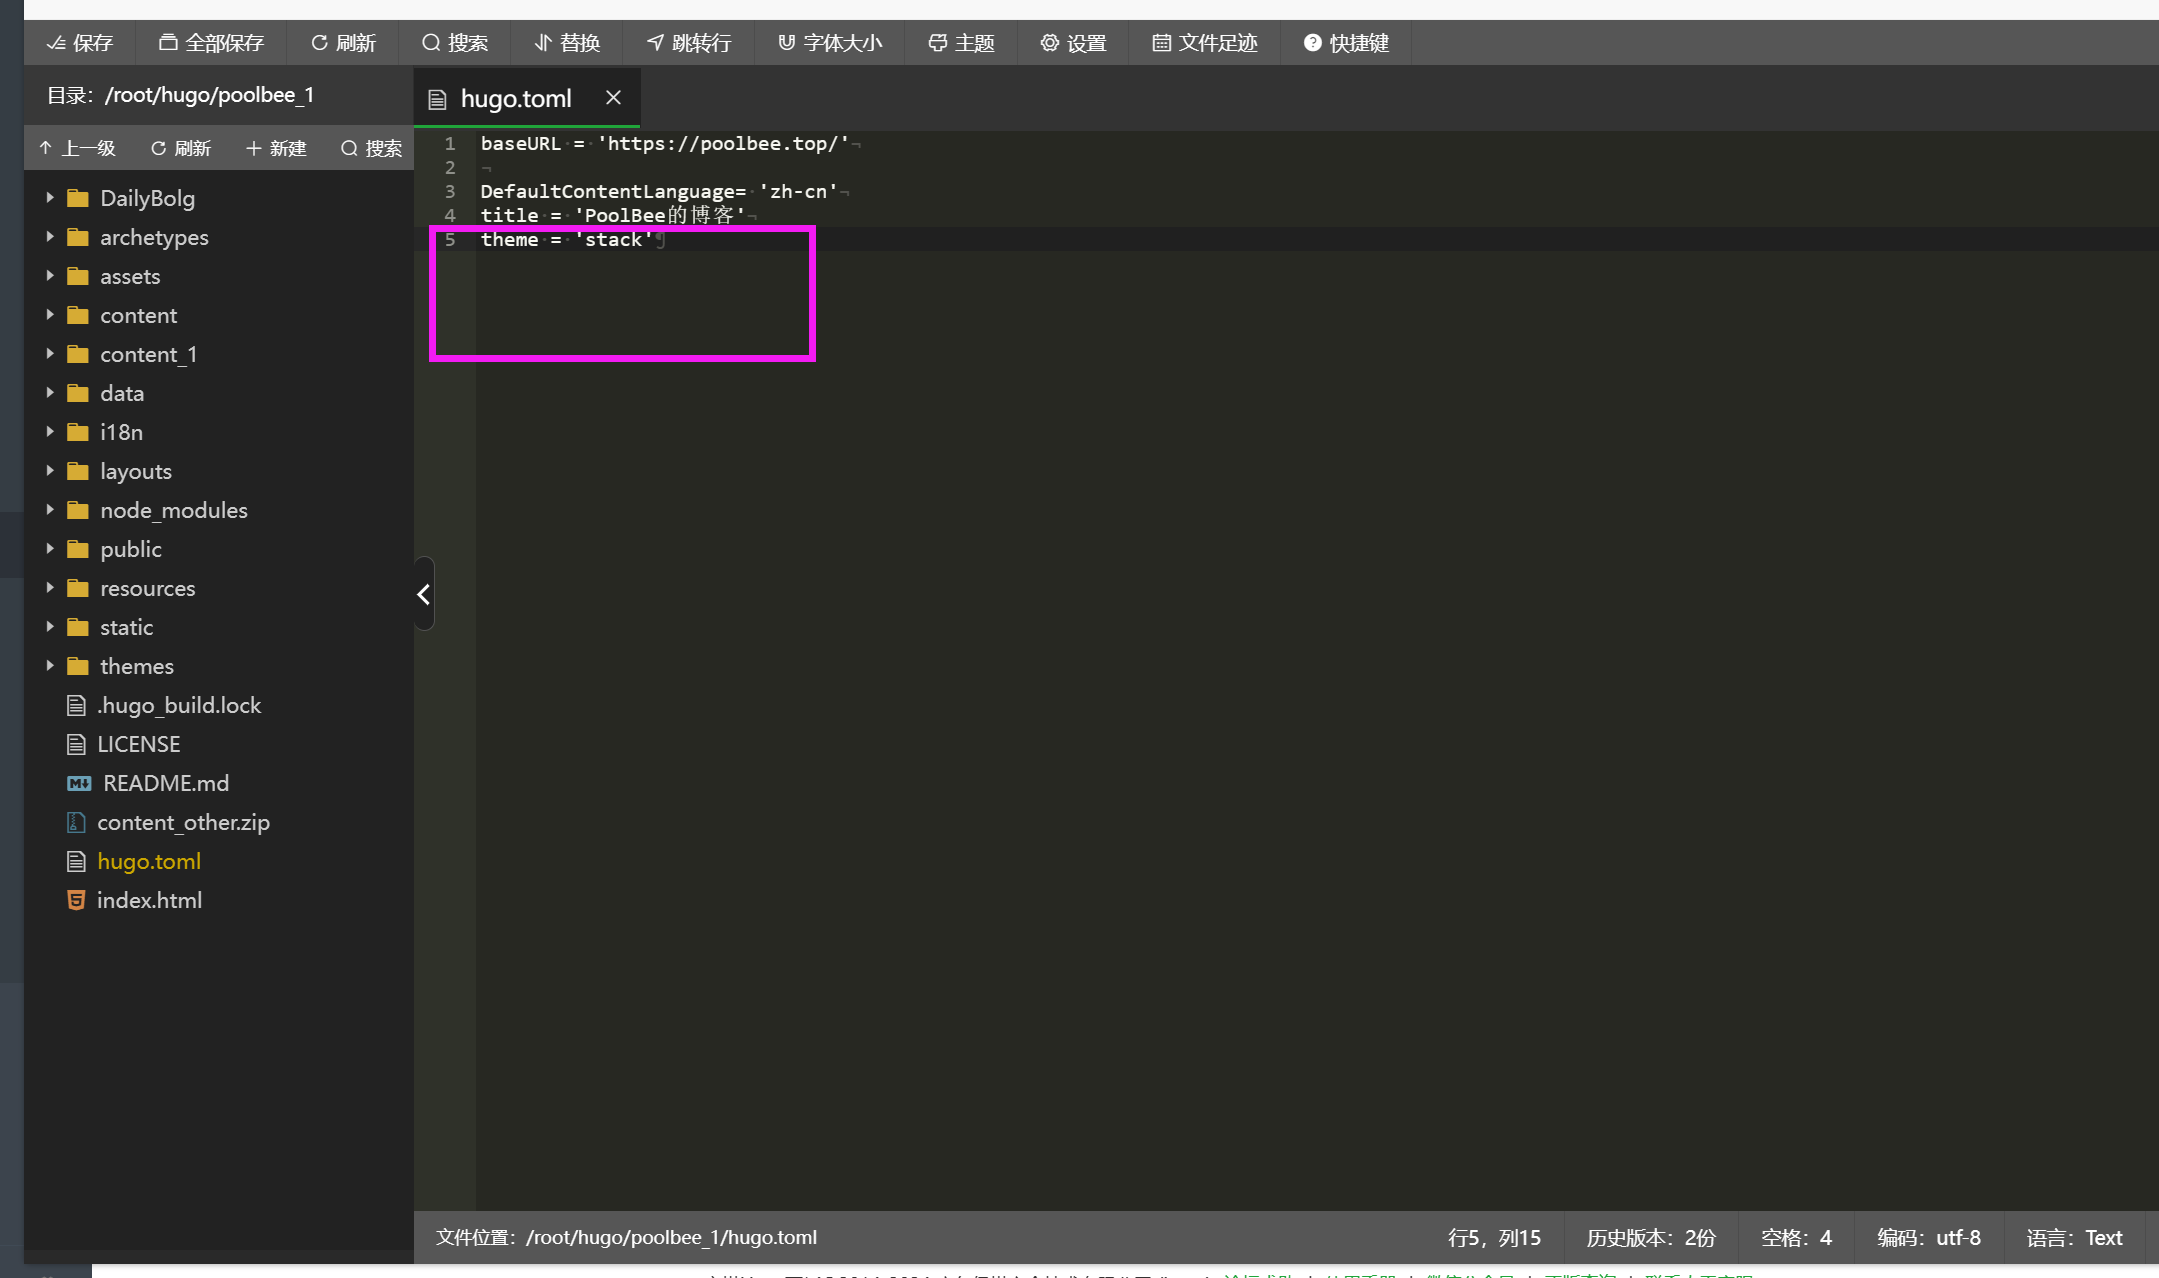 保存 全部保存 刷新 搜索 替换 跳转行 字体大小 主题 设置 文件足迹 快捷键
目录：/root/hugo/poolbee_1
hugo.toml
上一级 刷新 新建 搜索
DailyBolg
archetypes
assets
content
content_1
data
i18n
layouts
node_modules
public
resources
static
themes
.hugo_build.lock
LICENSE
README.md
content_other.zip
hugo.toml
index.html
1 baseURL = 'https://poolbee.top/'
2
3 DefaultContentLanguage= 'zh-cn'
4 title = 'PoolBee的博客'
5 theme = 'stack'
文件位置：/root/hugo/poolbee_1/hugo.toml
行5，列15 历史版本：2份 空格：4 编码：utf-8 语言：Text